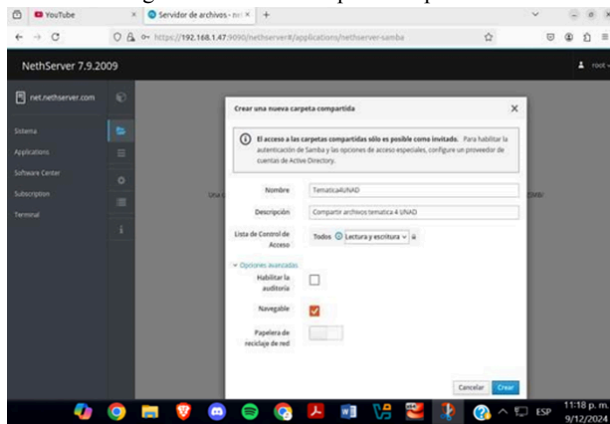 YouTube
Servidor de archivos - ne
https://192.168.1.47:9090/nethserver#/applications/nethserver-samba
NethServer 7.9.2009
root
net.nethserver.com
Sistema
Applications
Software Center
Subscription
Terminal
Crear una nueva carpeta compartida
El acceso a las carpetas compartidas sólo es posible como invitado. Para habilitar la
autenticación de Samba y las opciones de acceso especiales, configure un proveedor de
cuentas de Active Directory.
Nombre
Tematica4UNAD
Descripción
Compartir archivos tematica 4 UNAD
Lista de Control de
Acceso
Todos
Lectura y escritura
Opciones avanzadas
Habilitar la
auditoría
Navegable
Papelera de
reciclaje de red
Cancelar
Crear
ESP
11:18 p. m.
9/12/2024